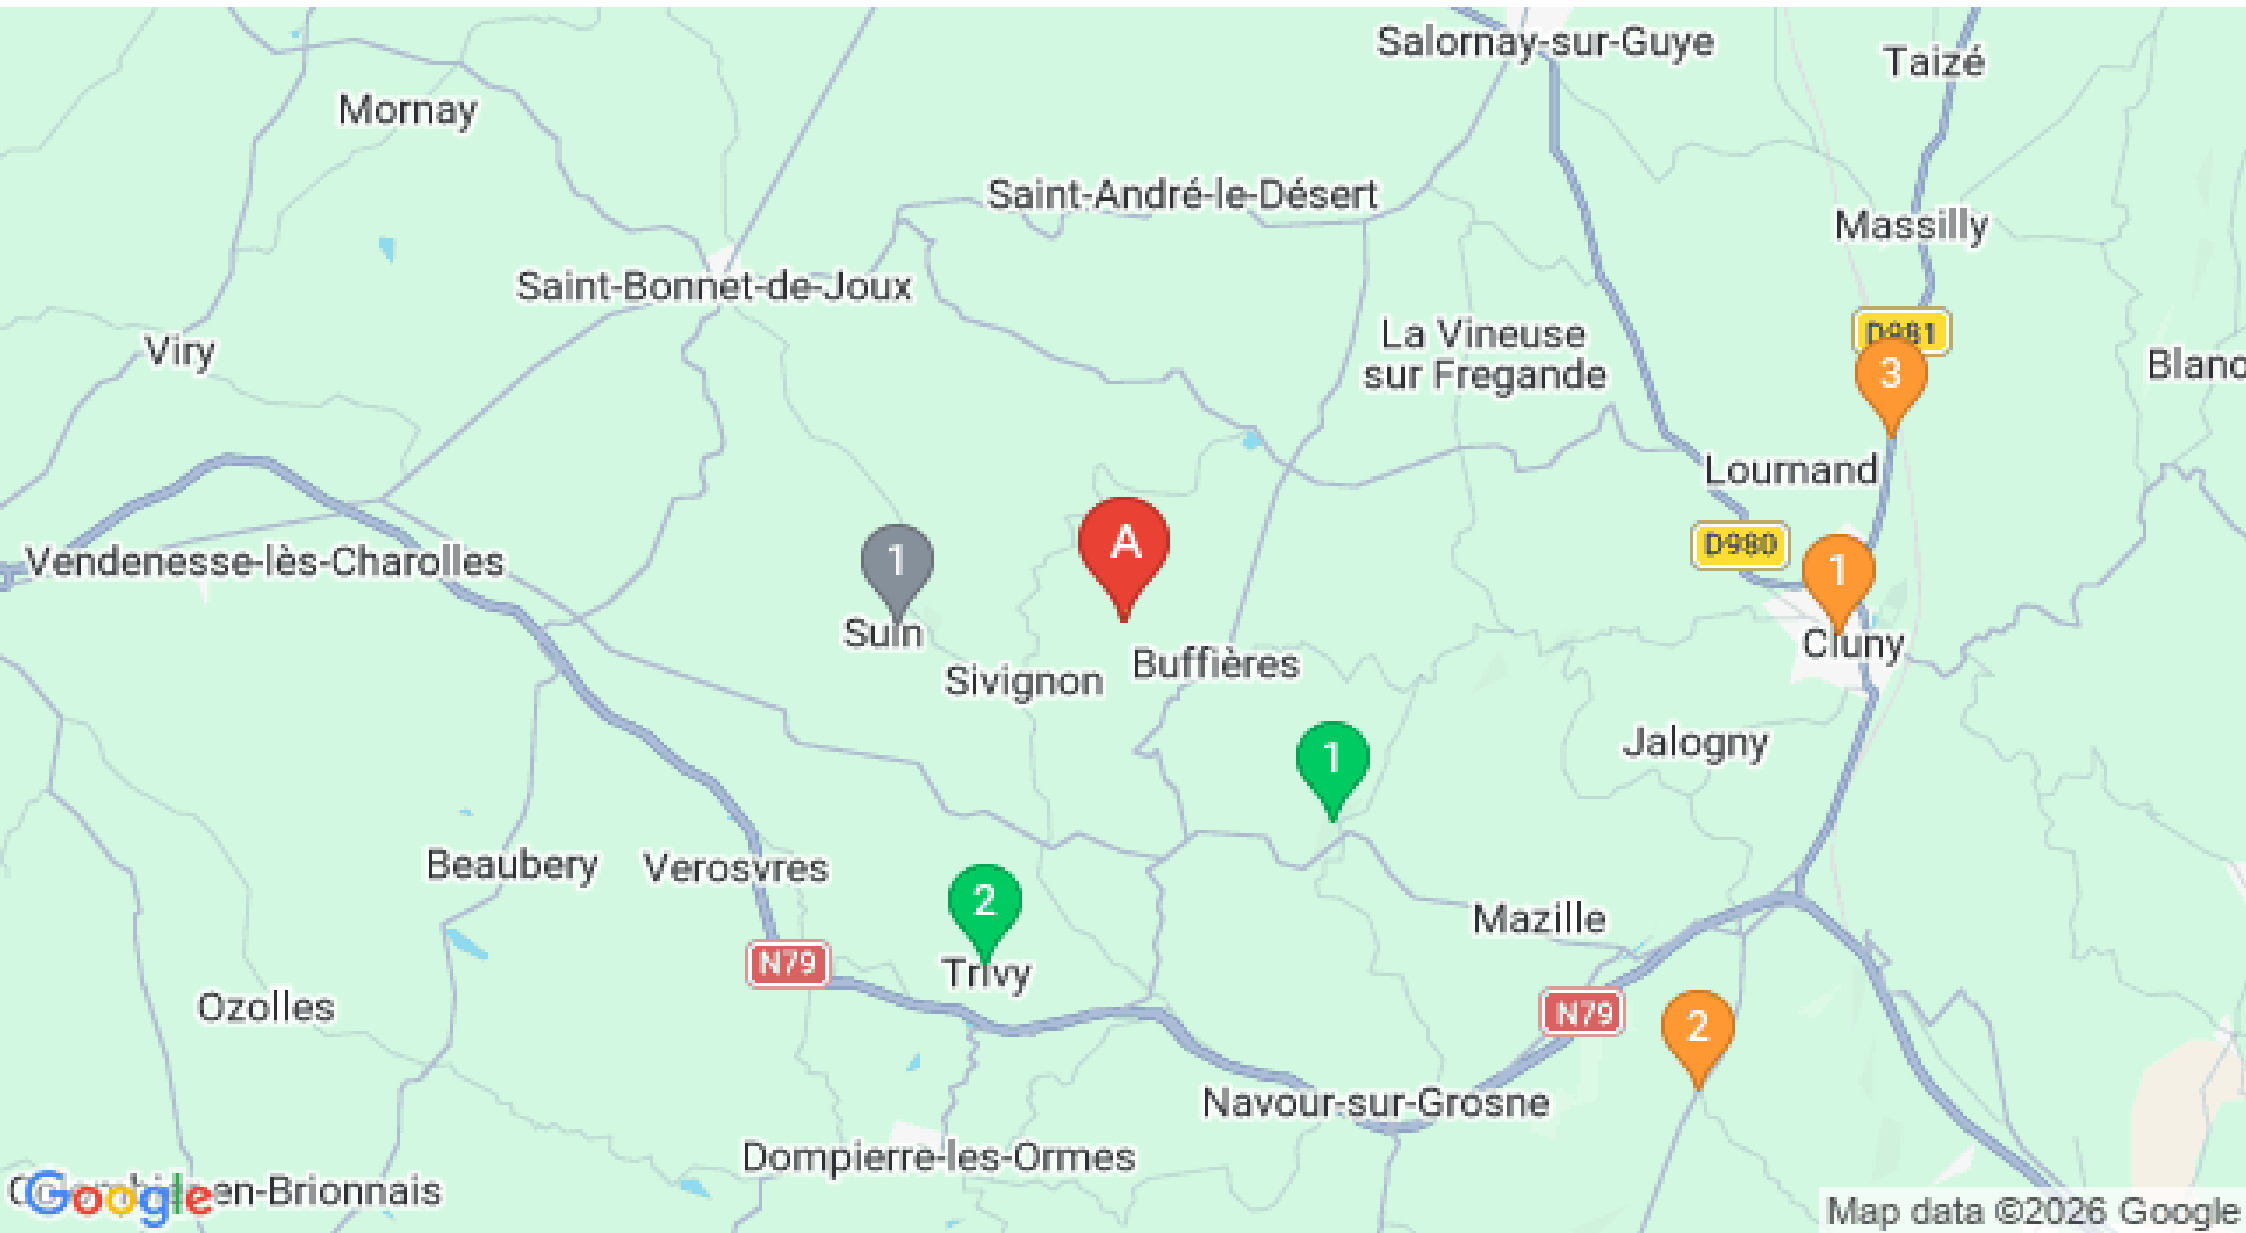 Salornay-sur-Guye
Taizé
Mornay
Saint-André-le-Désert
Massilly
Saint-Bonnet-de-Joux
D981
La Vineuse
sur Fregande
Viry
3
Lournand
A
D980
Vendenesse-lès-Charolles
1
1
Suin
Cluny
Buffières
Sivignon
Jalogny
1
Beaubery
Verosvres
2
Mazille
N79
Trivy
Ozolles
N79
2
Navour-sur-Grosne
Dompierre-les-Ormes
en-Brionnais
Google
Map data ©2026 Google